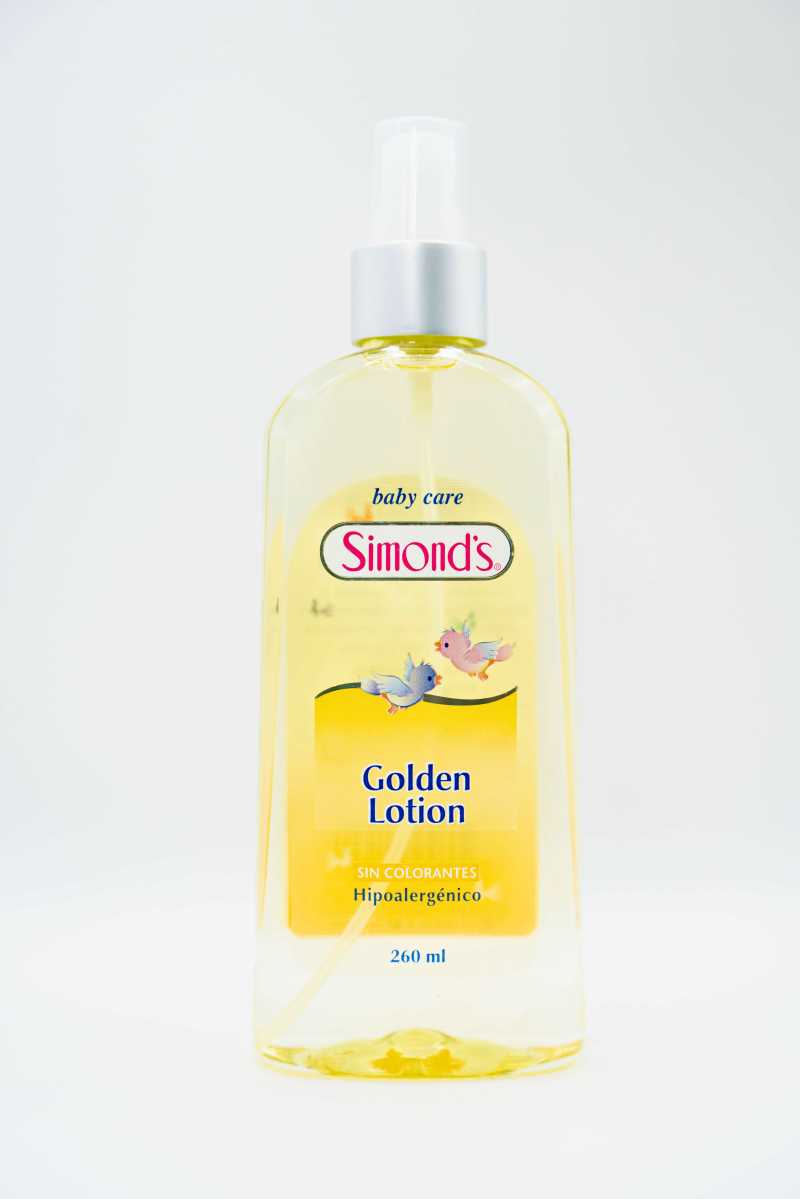 baby care
Simond's®
Golden
Lotion
SIN COLORANTES
Hipoalergénico
260 ml